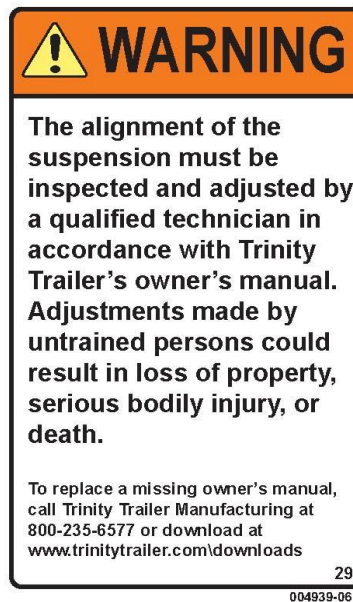 WARNING
The alignment of the
suspension must be
inspected and adjusted by
a qualified technician in
accordance with Trinity
Trailer's owner's manual.
Adjustments made by
untrained persons could
result in loss of property,
serious bodily injury, or
death.
To replace a missing owner's manual,
call Trinity Trailer Manufacturing at
800-235-6577 or download at
www.trinitytrailer.com\downloads
29
004939-06